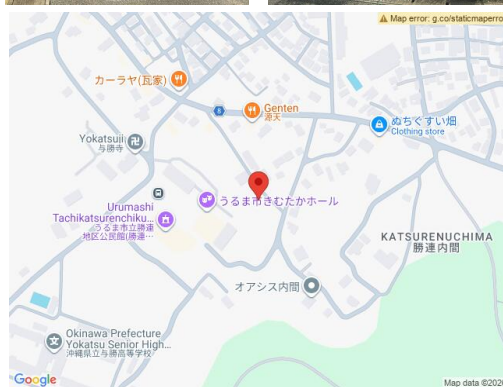 Map error: g.co/staticmaperro
カーラヤ(瓦家)
8
Genten
源天
ぬちぐすい畑
Clothing store
Yokatsuji
与勝寺
Urumashi
Tachikatsurenchiku...
うるま市立勝連
地区公民館(勝連…
うるま市きむたかホール
KATSURENUCHIMA
勝連内間
オアシス内間
Okinawa Prefecture
Yokatsu Senior High...
沖縄県立与勝高等学校
Google
Map data ©202